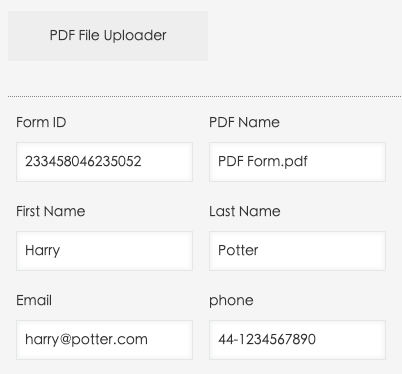 PDF File Uploader
Form ID
PDF Name
233458046235052
PDF Form.pdf
First Name
Last Name
Harry
Potter
Email
phone
harry@potter.com
44-1234567890